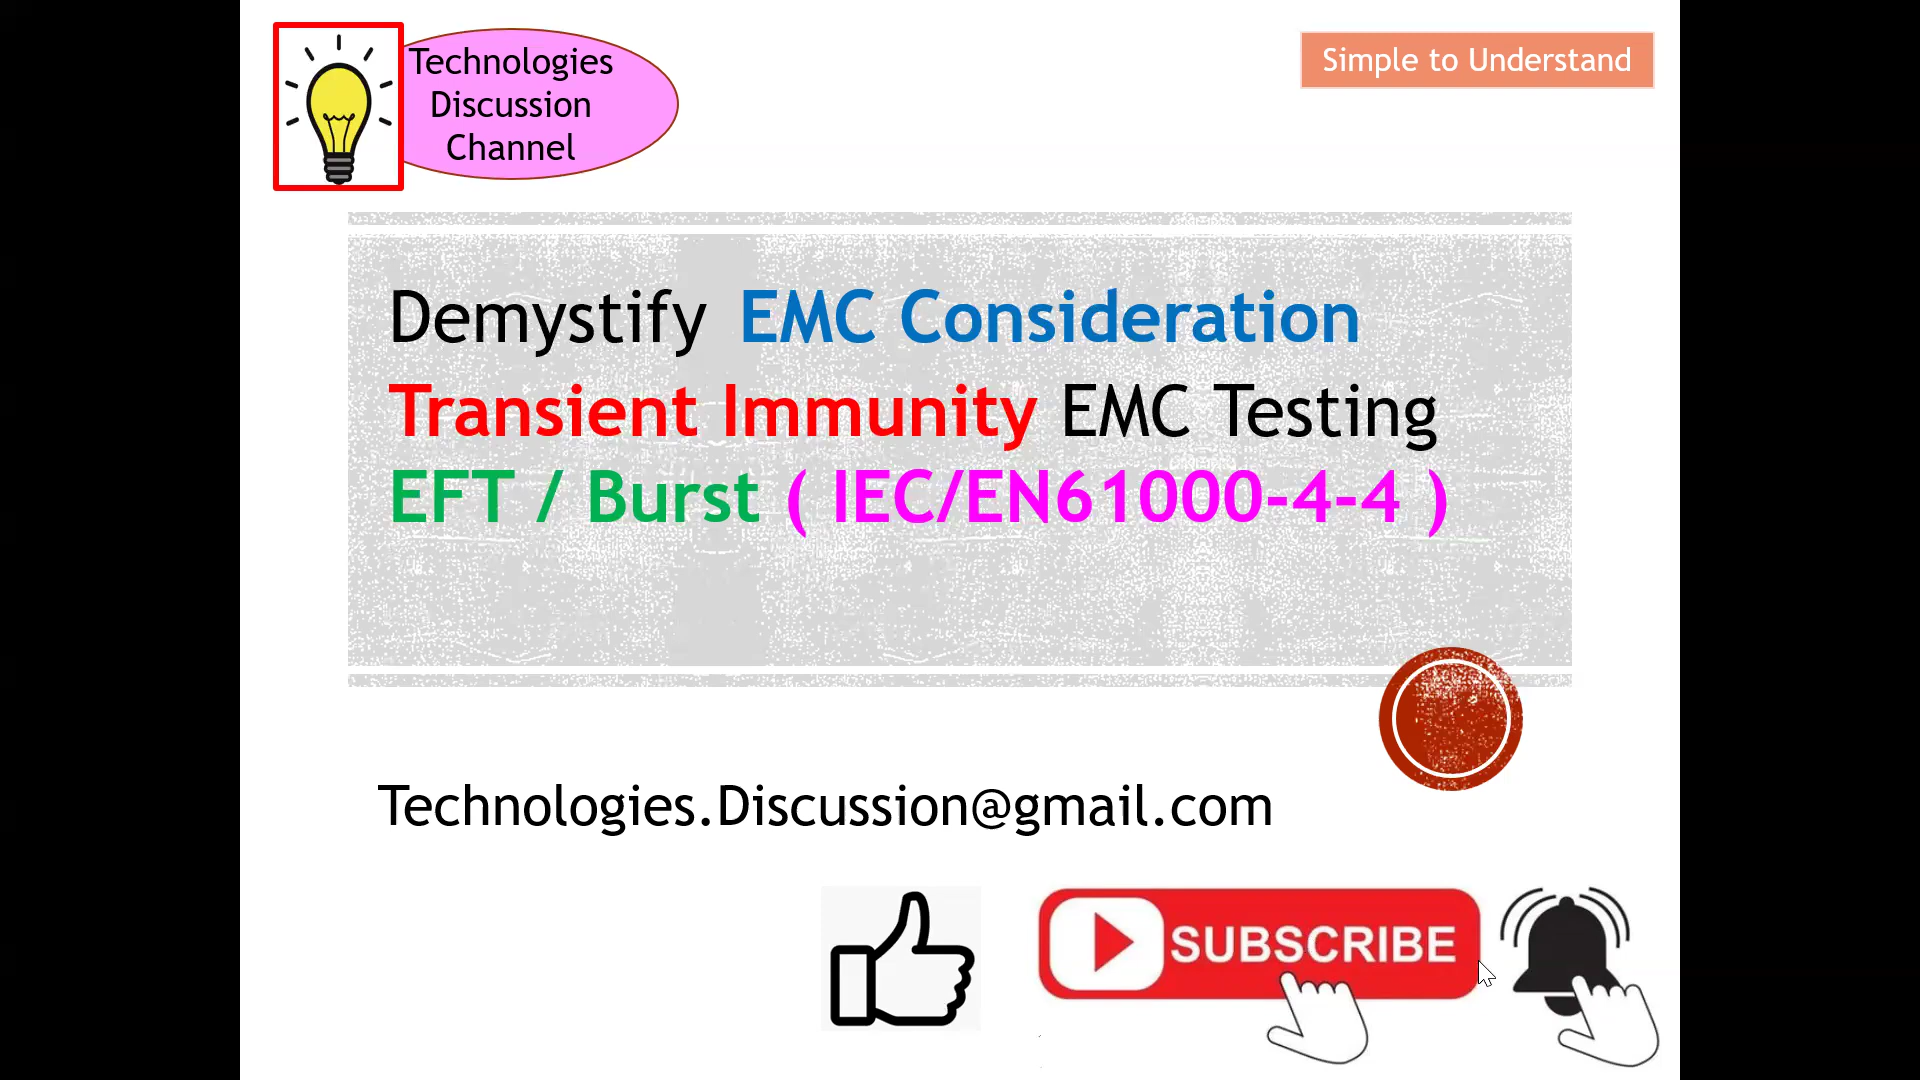 Technologies
Discussion
Channel
Simple to Understand
Demystify EMC Consideration
Transient Immunity EMC Testing
EFT / Burst ( IEC/EN61000-4-4 )
Technologies.Discussion@gmail.com
SUBSCRIBE